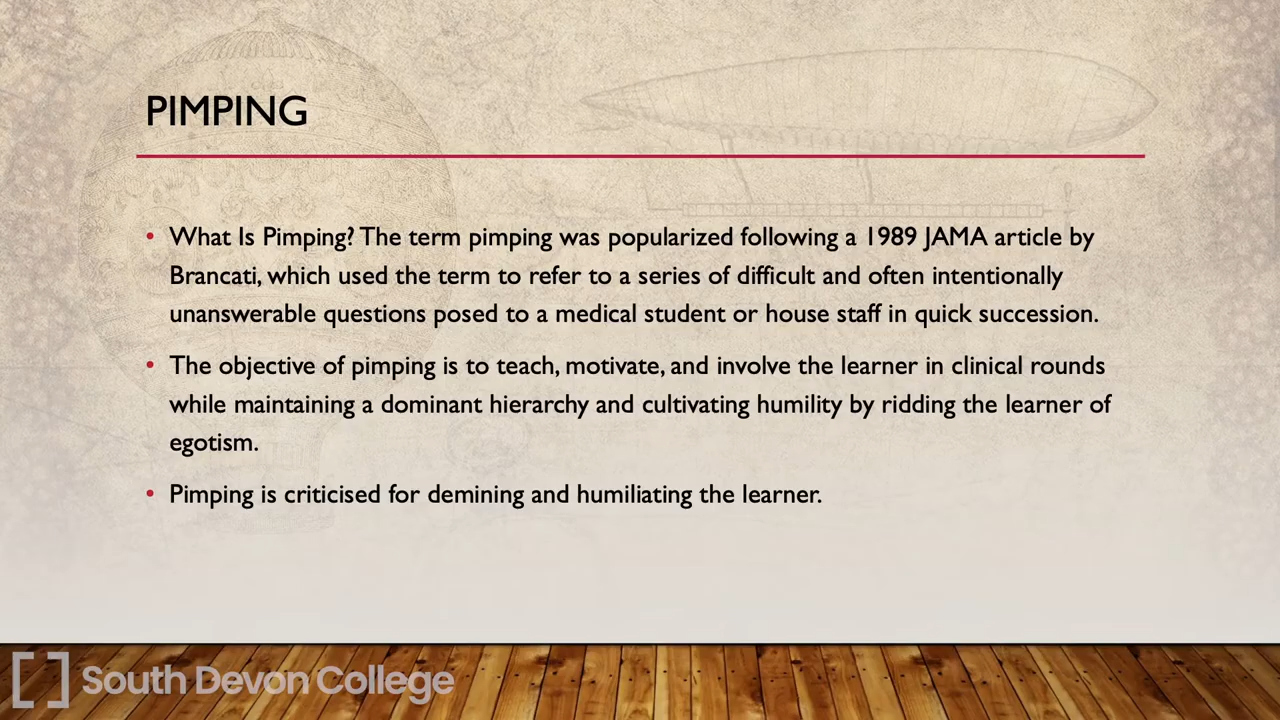 PIMPING
• What Is Pimping? The term pimping was popularized following a 1989 JAMA article by
Brancati, which used the term to refer to a series of difficult and often intentionally
unanswerable questions posed to a medical student or house staff in quick succession.
• The objective of pimping is to teach, motivate, and involve the learner in clinical rounds
while maintaining a dominant hierarchy and cultivating humility by ridding the learner of
egotism.
• Pimping is criticised for demining and humiliating the learner.
[ ] South Devon College